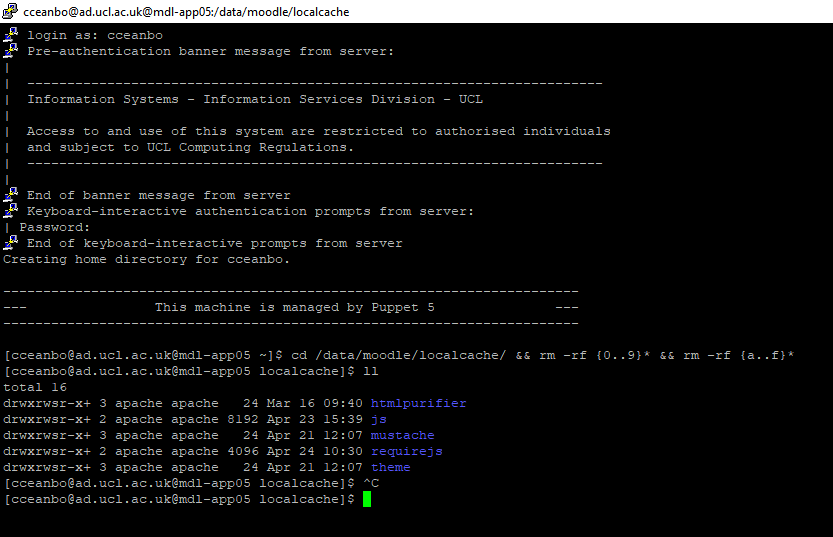 cceanbo@ad.ucl.ac.uk@mdl-app05:/data/moodle/localcache
login as: cceanbo
Pre-authentication banner message from server:
|
| ------------------------------------------------------------------------
| Information Systems - Information Services Division - UCL
|
| Access to and use of this system are restricted to authorised individuals
| and subject to UCL Computing Regulations.
| ------------------------------------------------------------------------
|
End of banner message from server
Keyboard-interactive authentication prompts from server:
| Password:
End of keyboard-interactive prompts from server
Creating home directory for cceanbo.
------------------------------------------------------------------------
---                This machine is managed by Puppet 5               ---
------------------------------------------------------------------------
[cceanbo@ad.ucl.ac.uk@mdl-app05 ~]$ cd /data/moodle/localcache/ && rm -rf {0..9}* && rm -rf {a..f}*
[cceanbo@ad.ucl.ac.uk@mdl-app05 localcache]$ ll
total 16
drwxrwsr-x+ 3 apache apache   24 Mar 16 09:40 htmlpurifier
drwxrwsr-x+ 2 apache apache 8192 Apr 23 15:39 js
drwxrwsr-x+ 3 apache apache   24 Apr 21 12:07 mustache
drwxrwsr-x+ 2 apache apache 4096 Apr 24 10:30 requirejs
drwxrwsr-x+ 3 apache apache   24 Apr 21 12:07 theme
[cceanbo@ad.ucl.ac.uk@mdl-app05 localcache]$ ^C
[cceanbo@ad.ucl.ac.uk@mdl-app05 localcache]$